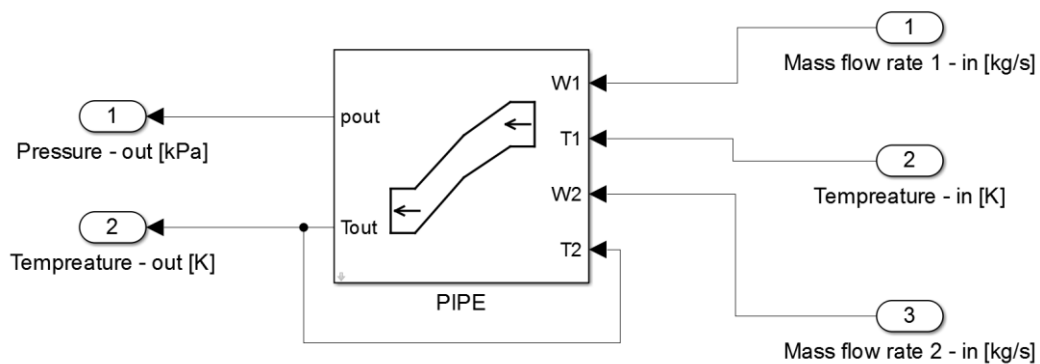 1
Mass flow rate 1 - in [kg/s]
W1
1
pout
Pressure - out [kPa]
T1
2
Tempreature - in [K]
W2
2
Tout
Tempreature - out [K]
T2
PIPE
3
Mass flow rate 2 - in [kg/s]